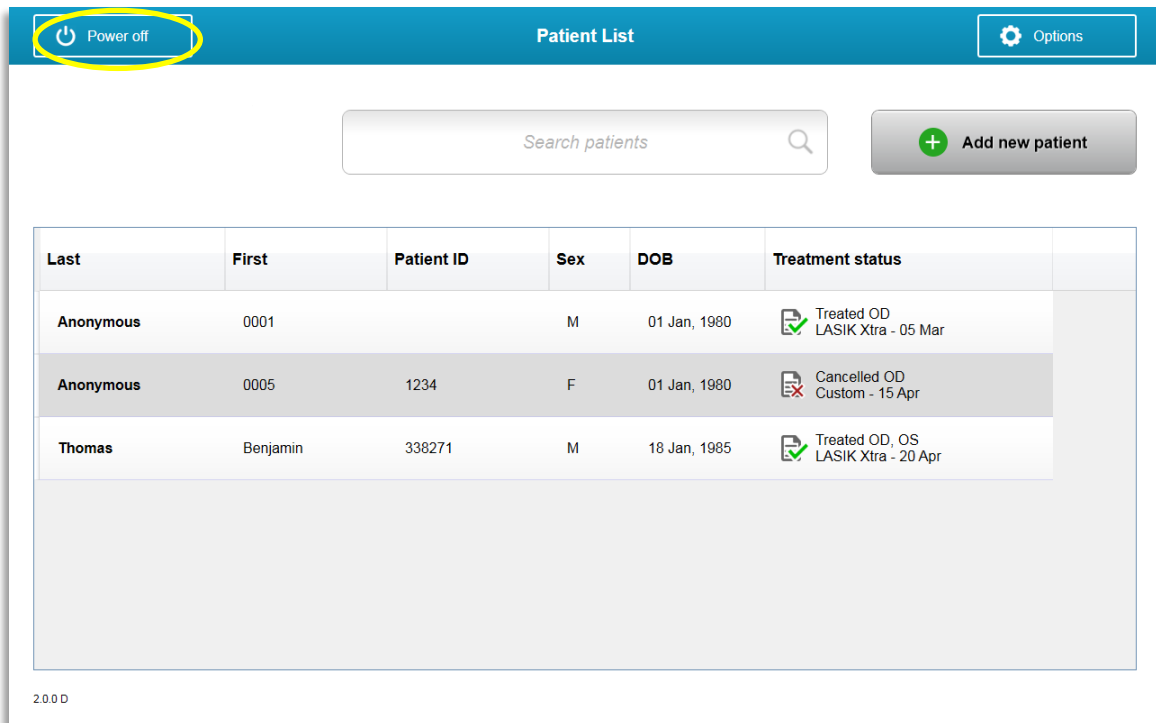 Power off
Patient List
Options
Search patients
Add new patient
Last First Patient ID Sex DOB Treatment status
Anonymous 0001 M 01 Jan, 1980 Treated OD
LASIK Xtra - 05 Mar
Anonymous 0005 1234 F 01 Jan, 1980 Cancelled OD
Custom - 15 Apr
Thomas Benjamin 338271 M 18 Jan, 1985 Treated OD, OS
LASIK Xtra - 20 Apr
2.0.0 D